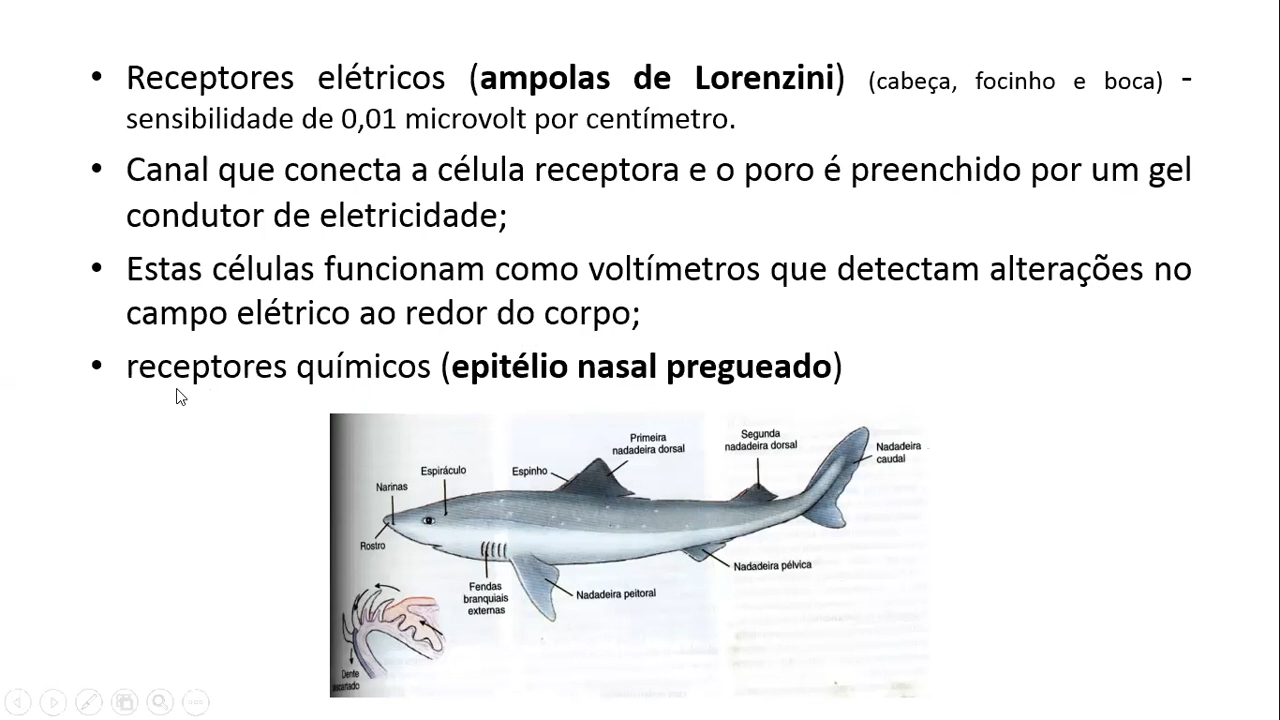 • Receptores elétricos (ampolas de Lorenzini) (cabeça, focinho e boca) -
sensibilidade de 0,01 microvolt por centímetro.
• Canal que conecta a célula receptora e o poro é preenchido por um gel
condutor de eletricidade;
• Estas células funcionam como voltímetros que detectam alterações no
campo elétrico ao redor do corpo;
• receptores químicos (epitélio nasal pregueado)
Primeira
nadadeira dorsal
Segunda
nadadeira dorsal
Nadadeira
caudal
Espinho
Espiráculo
Narinas
Rostro
Fendas
branquiais
externas
Nadadeira peitoral
Nadadeira pélvica
Dente